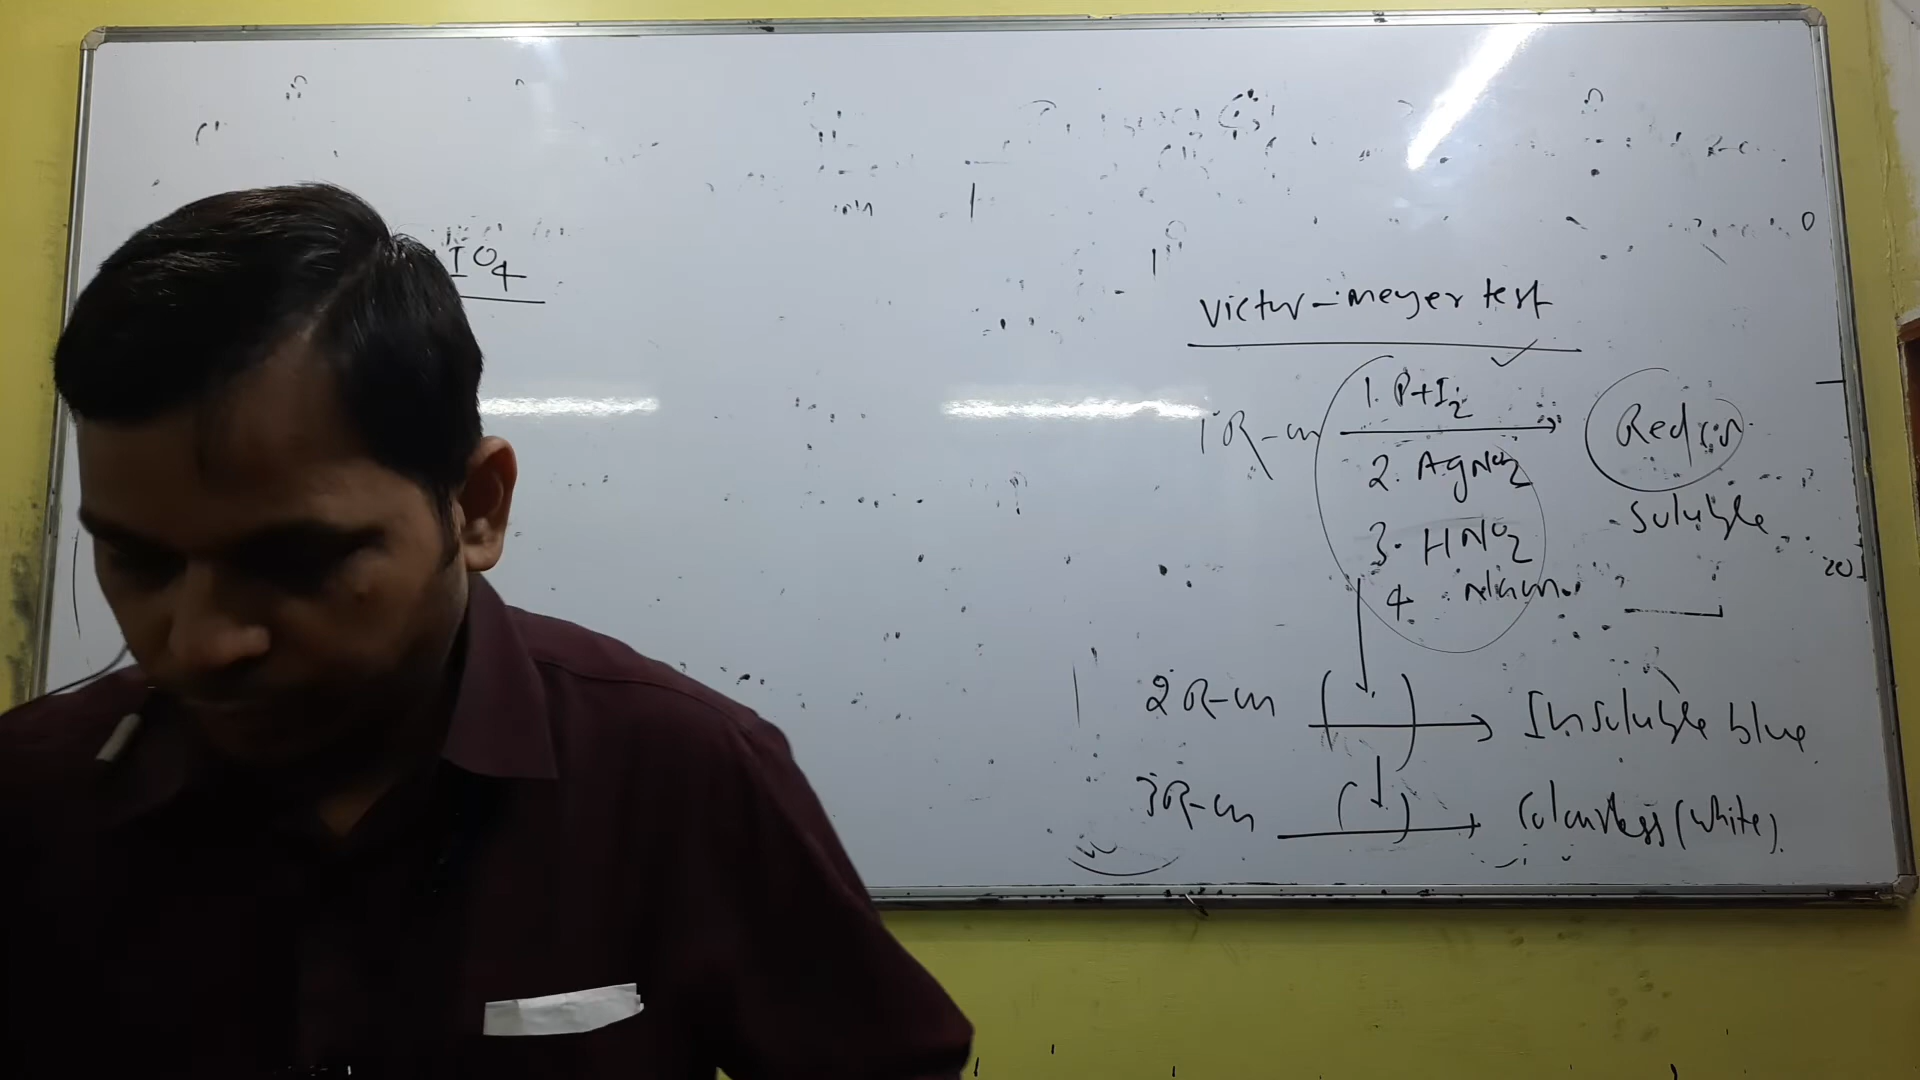 IO4
Victor-meyer test
1. P+I2
1° R-OH
2. AgNO2
3. HNO2
4.
Red
soluble
2° R-OH
Insoluble blue
3° R-OH
Colourless (white).